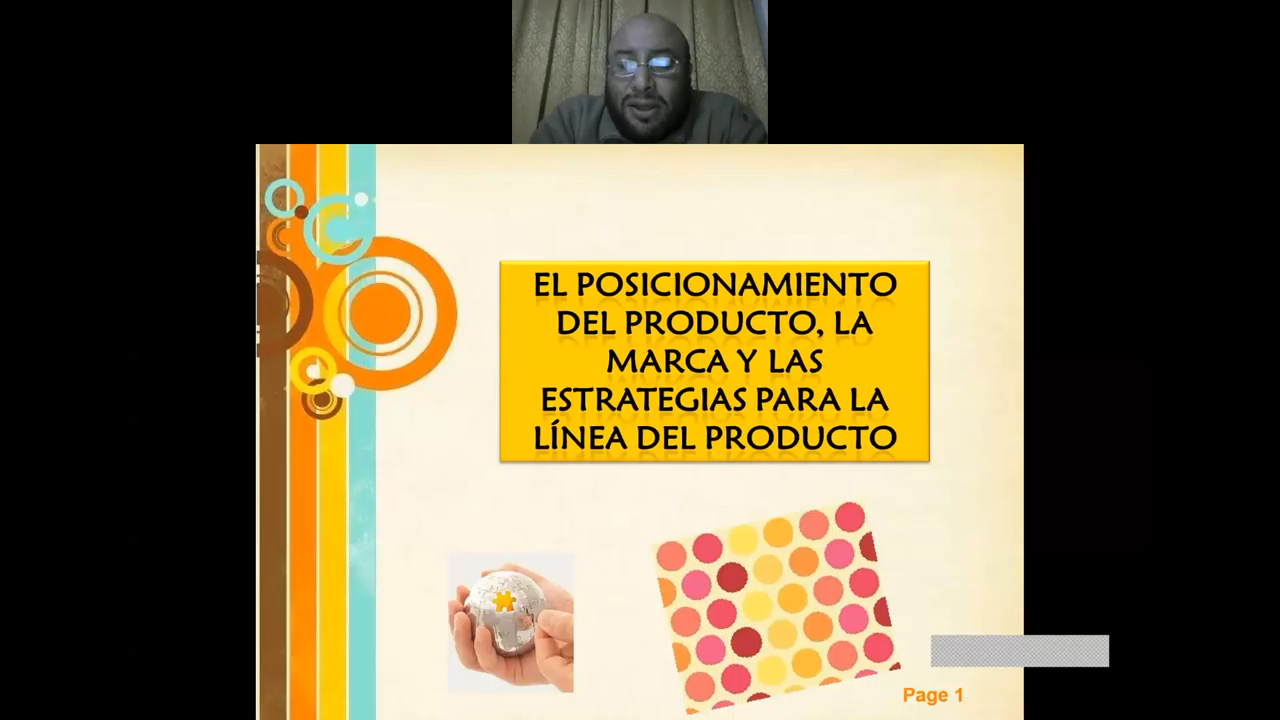 EL POSICIONAMIENTO
DEL PRODUCTO, LA
MARCA Y LAS
ESTRATEGIAS PARA LA
LÍNEA DEL PRODUCTO
Page 1